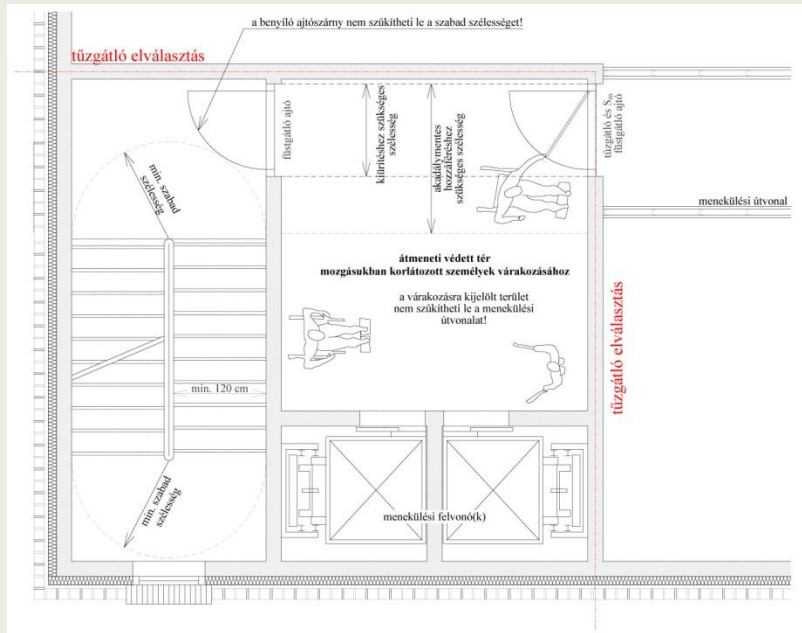 a benyíló ajtószárny nem szűkítheti le a szabad szélességet!
tűzgátló elválasztás
füstgátló ajtó
kiürítéshez szükséges
szélesség
akadálymentes
hozzáféréshez
szükséges szélesség
tűzgátló és Sm
füstgátló ajtó
min. szabad
szélesség
menekülési útvonal
átmeneti védett tér
mozgásukban korlátozott személyek várakozásához
a várakozásra kijelölt terület
nem szűkítheti le a menekülési
útvonalat!
tűzgátló elválasztás
min. 120 cm
min. szabad
szélesség
menekülési felvonó(k)